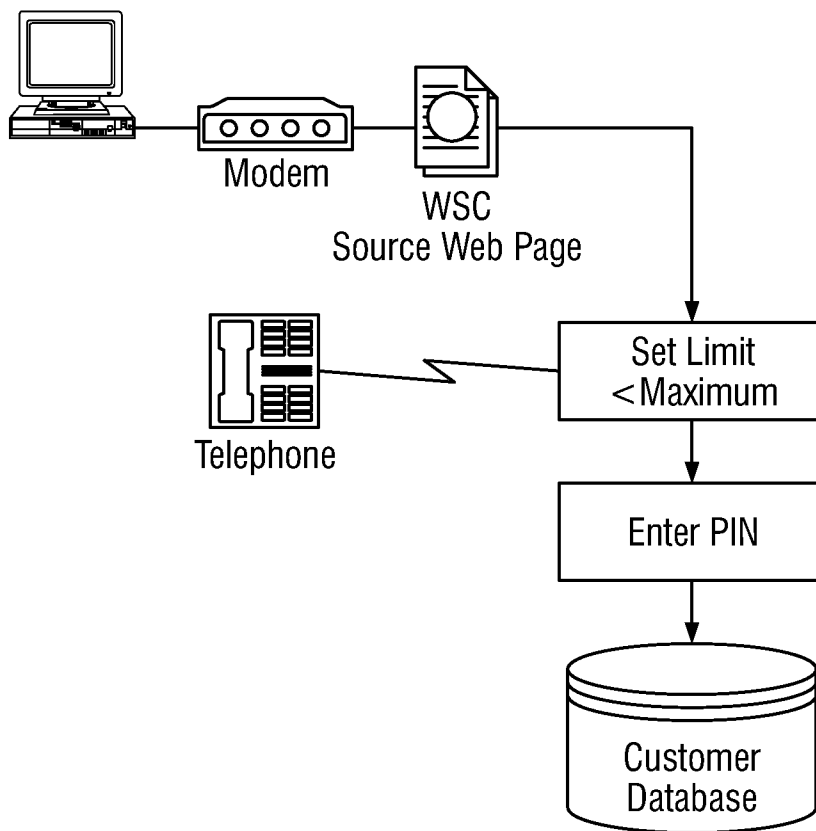 Modem
WSC
Source Web Page
Telephone
Set Limit
<Maximum
Enter PIN
Customer
Database